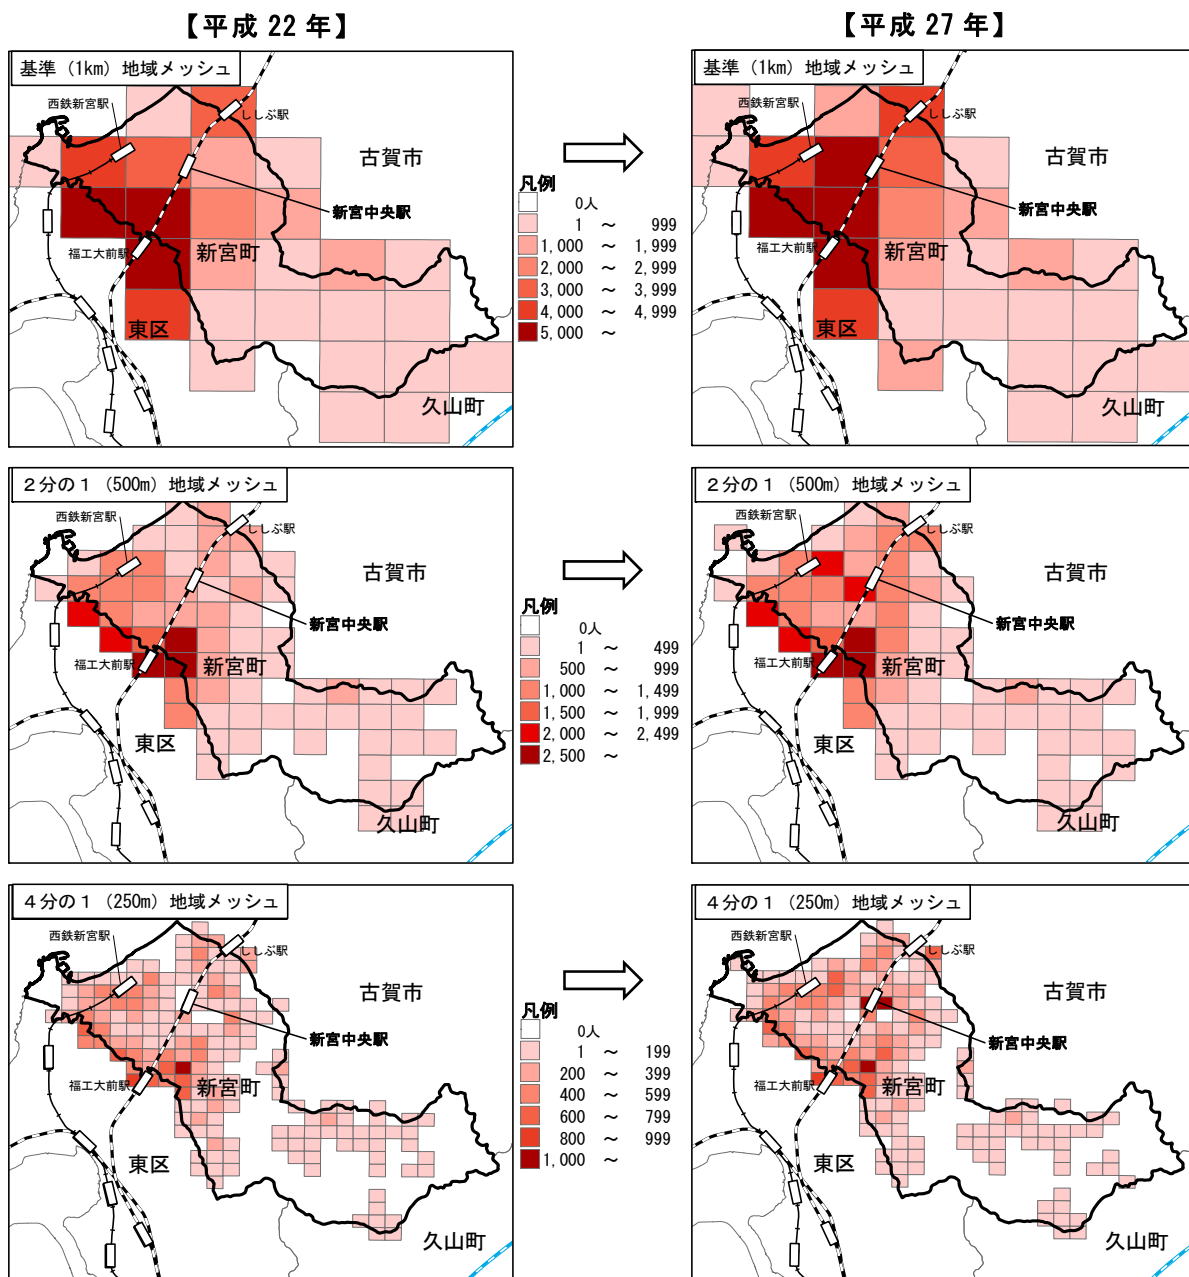 【平成 22 年】
【平成 27 年】
基準（1km）地域メッシュ
西鉄新宮駅
ししぶ駅
古賀市
新宮中央駅
福工大前駅
新宮町
東区
久山町
凡例
0人
1 ～ 999
1,000 ～ 1,999
2,000 ～ 2,999
3,000 ～ 3,999
4,000 ～ 4,999
5,000 ～
基準（1km）地域メッシュ
西鉄新宮駅
ししぶ駅
古賀市
新宮中央駅
福工大前駅
新宮町
東区
久山町
２分の１（500m）地域メッシュ
西鉄新宮駅
ししぶ駅
古賀市
新宮中央駅
福工大前駅
新宮町
東区
久山町
凡例
0人
1 ～ 499
500 ～ 999
1,000 ～ 1,499
1,500 ～ 1,999
2,000 ～ 2,499
2,500 ～
２分の１（500m）地域メッシュ
西鉄新宮駅
ししぶ駅
古賀市
新宮中央駅
福工大前駅
新宮町
東区
久山町
４分の１（250m）地域メッシュ
西鉄新宮駅
ししぶ駅
古賀市
新宮中央駅
福工大前駅
新宮町
東区
久山町
凡例
0人
1 ～ 199
200 ～ 399
400 ～ 599
600 ～ 799
800 ～ 999
1,000 ～
４分の１（250m）地域メッシュ
西鉄新宮駅
ししぶ駅
古賀市
新宮中央駅
福工大前駅
新宮町
東区
久山町